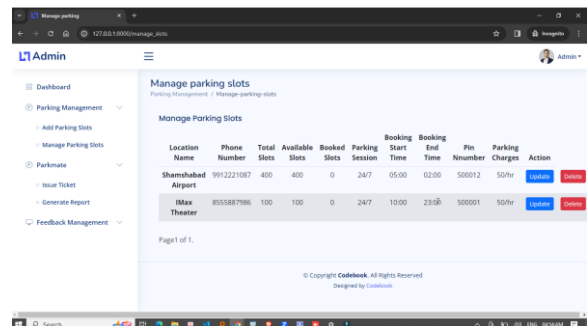 Manage parking
127.0.0.1:8000/manage_slots
Incognito
Admin
Admin
Dashboard
Parking Management
Add Parking Slots
Manage Parking Slots
Parkmate
Issue Ticket
Generate Report
Feedback Management
Manage parking slots
Parking Management / Manage-parking-slots
Manage Parking Slots
Location Name Phone Number Total Slots Available Slots Booked Slots Parking Session Booking Start Time Booking End Time Pin Nnumber Parking Charges Action
Shamshabad Airport 9912221087 400 400 0 24/7 05:00 02:00 500012 50/hr Update Delete
IMax Theater 8555887986 100 100 0 24/7 10:00 23:00 500001 50/hr Update Delete
Page1 of 1.
© Copyright Codebook. All Rights Reserved
Designed by Codebook
Search
ENG